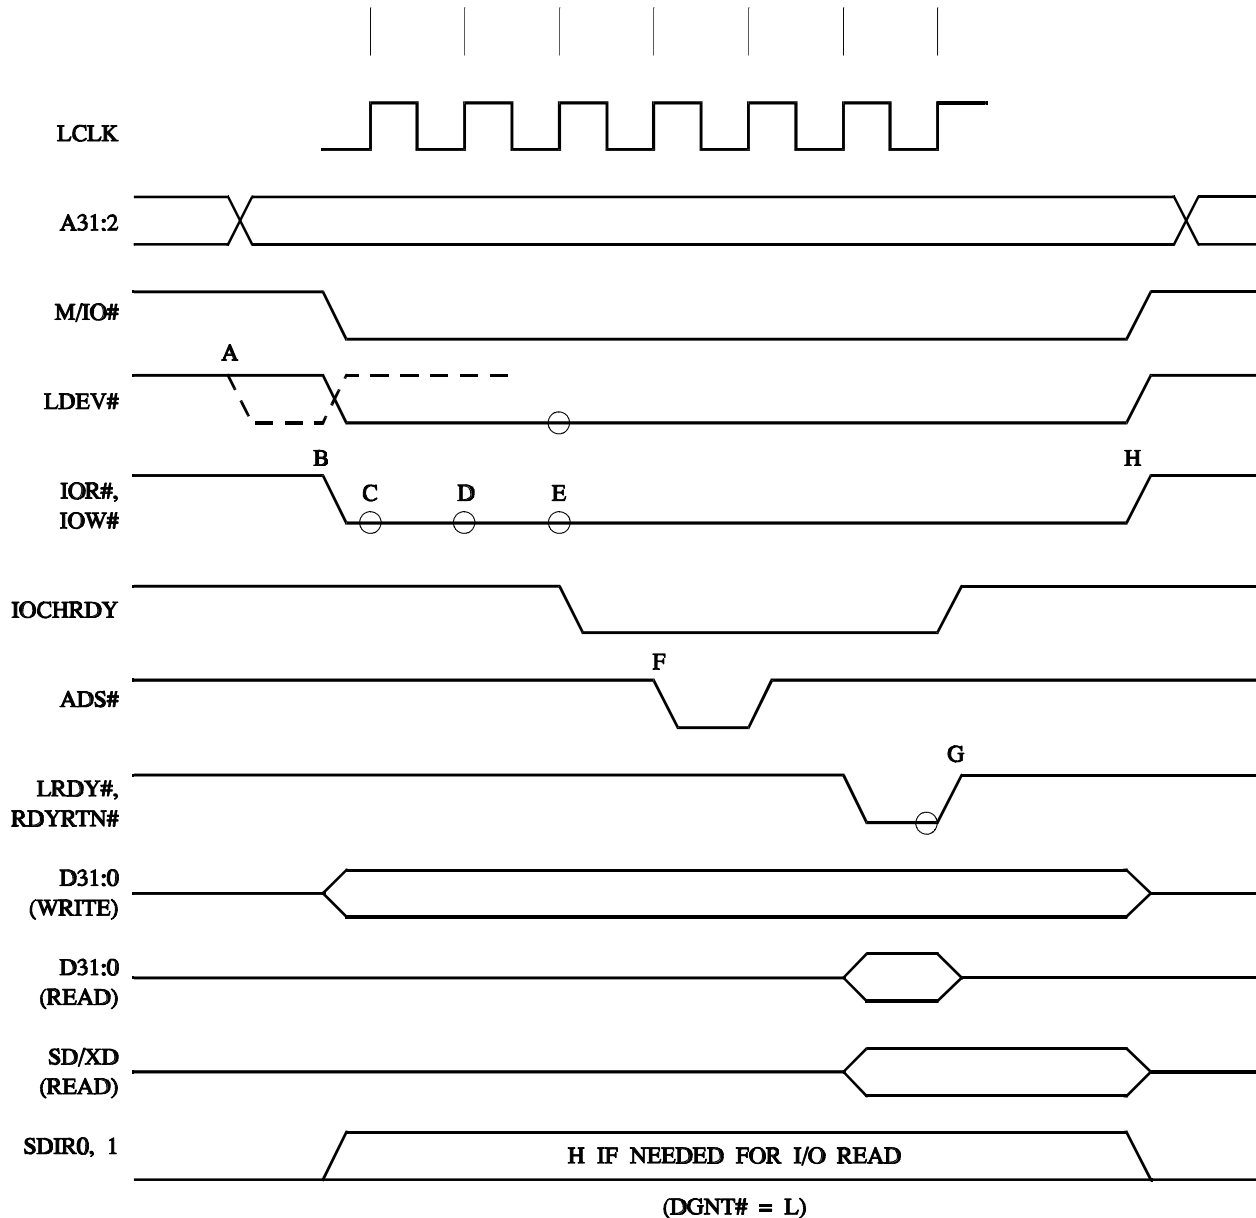 LCLK
A31:2
M/IO#
A
LDEV#
B
H
IOR#,
C
D
E
IOW#
IOCHRDY
F
ADS#
G
LRDY#,
RDYRTN#
D31:0
(WRITE)
D31:0
(READ)
SD/XD
(READ)
SDIR0, 1
H IF NEEDED FOR I/O READ
(DGNT# = L)